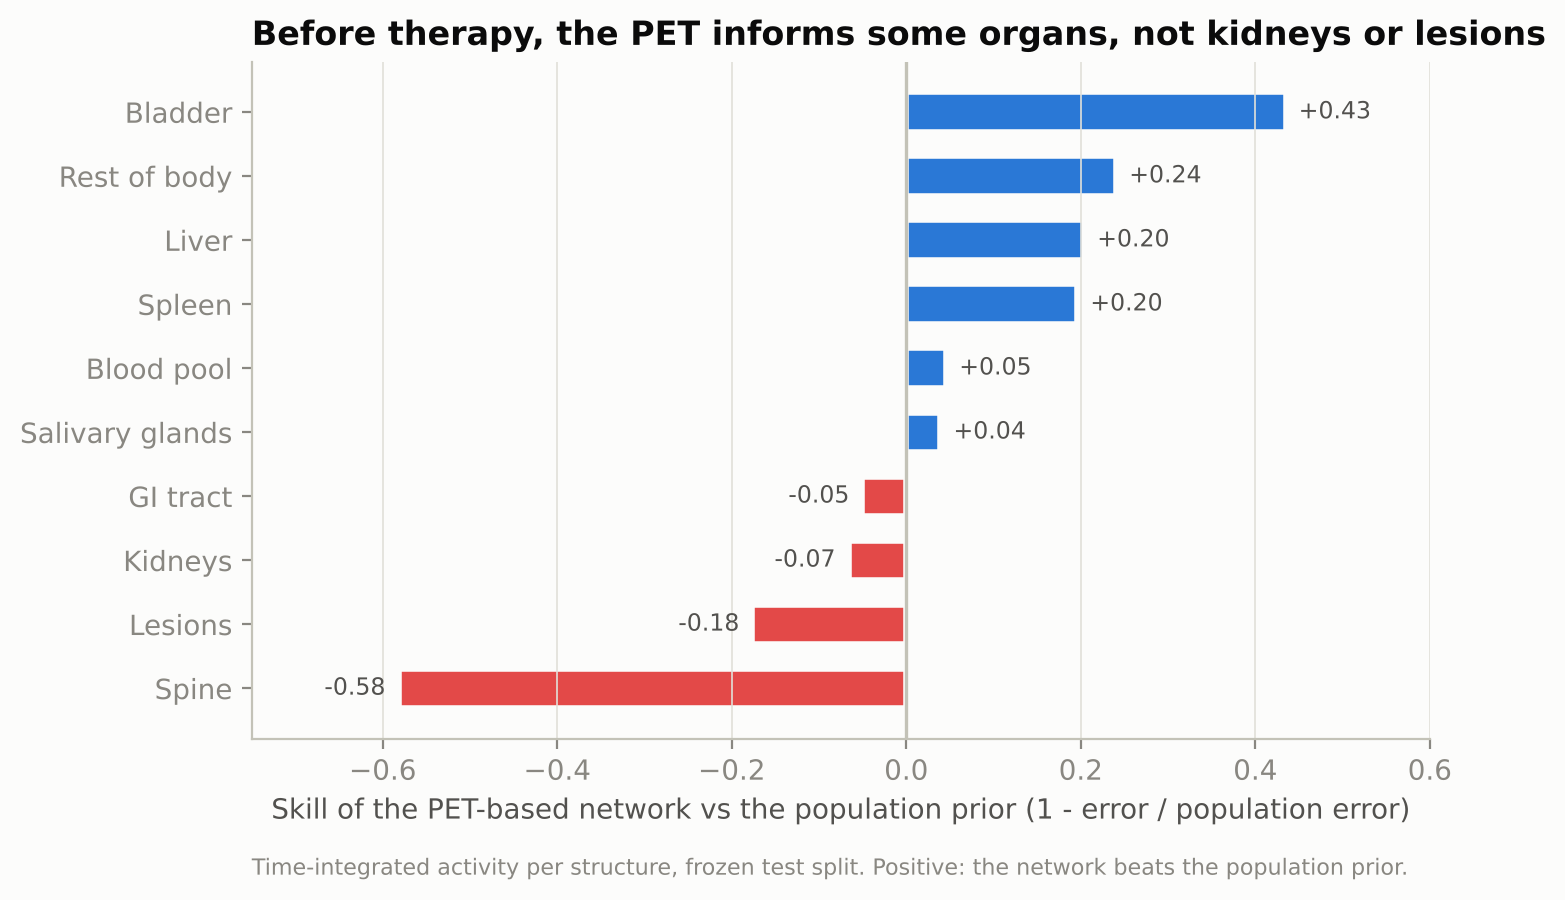 Before therapy, the PET informs some organs, not kidneys or lesions
Bladder +0.43
Rest of body +0.24
Liver +0.20
Spleen +0.20
Blood pool +0.05
Salivary glands +0.04
GI tract -0.05
Kidneys -0.07
Lesions -0.18
Spine -0.58
−0.6 −0.4 −0.2 0.0 0.2 0.4 0.6
Skill of the PET-based network vs the population prior (1 - error / population error)
Time-integrated activity per structure, frozen test split. Positive: the network beats the population prior.